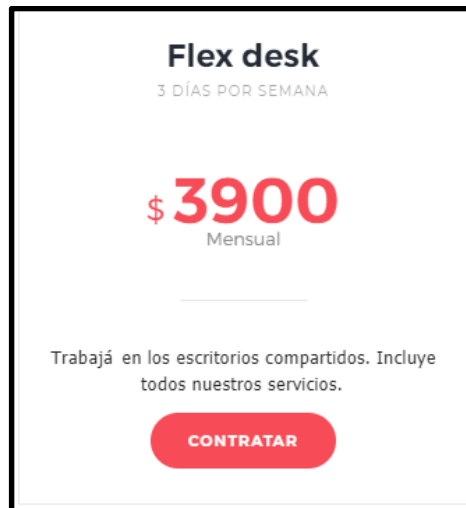 Flex desk
3 DÍAS POR SEMANA
$ 3900
Mensual
Trabajá en los escritorios compartidos. Incluye
todos nuestros servicios.
CONTRATAR